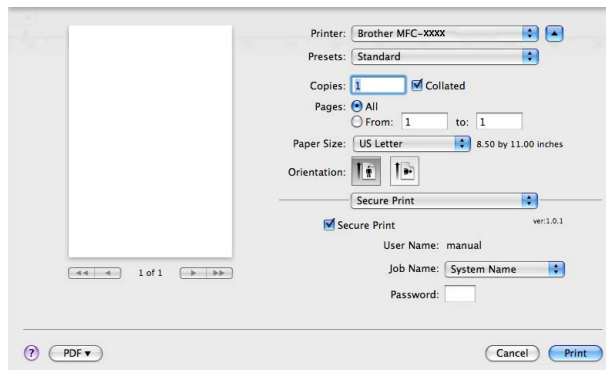 Printer: Brother MFC-XXXX
Presets: Standard
Copies: 1 Collated
Pages: All
From: 1 to: 1
Paper Size: US Letter 8.50 by 11.00 inches
Orientation:
Secure Print
Secure Print ver:1.0.1
User Name: manual
1 of 1
Job Name: System Name
Password:
? PDF Cancel Print